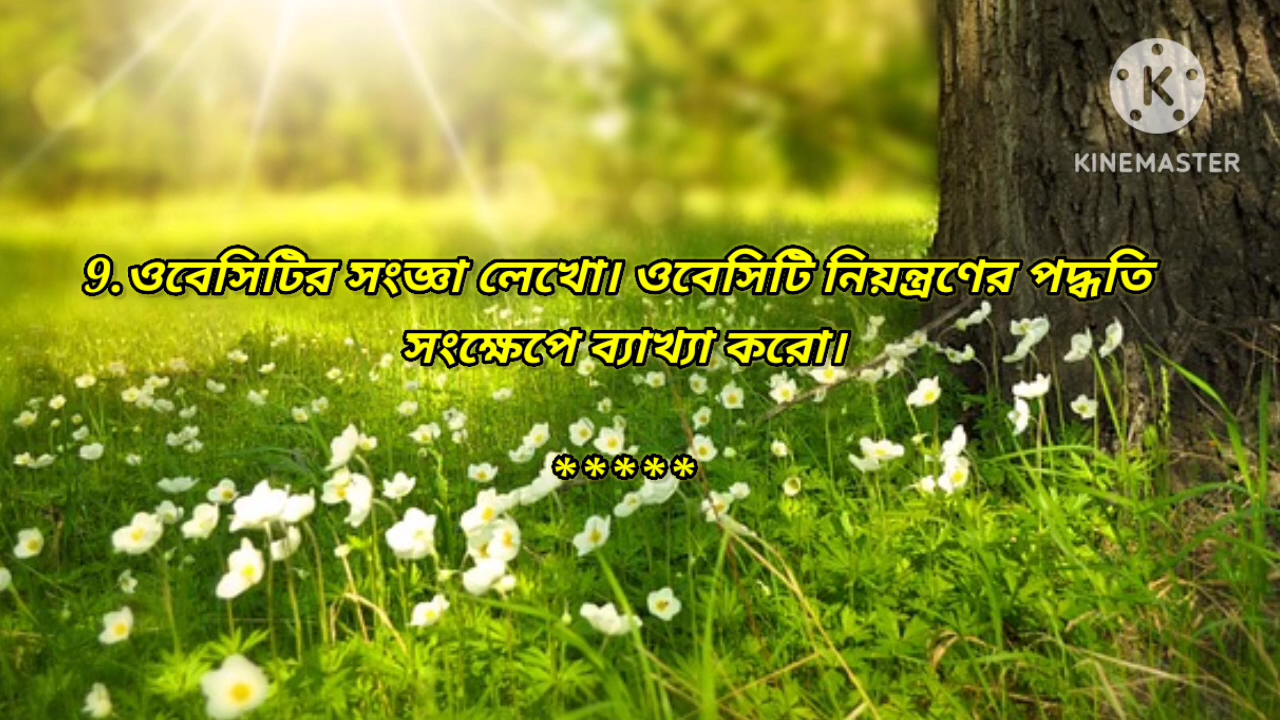 KINEMASTER
9.ওবেসিটির সংজ্ঞা লেখো। ওবেসিটি নিয়ন্ত্রণের পদ্ধতি
সংক্ষেপে ব্যাখ্যা করো।
*****